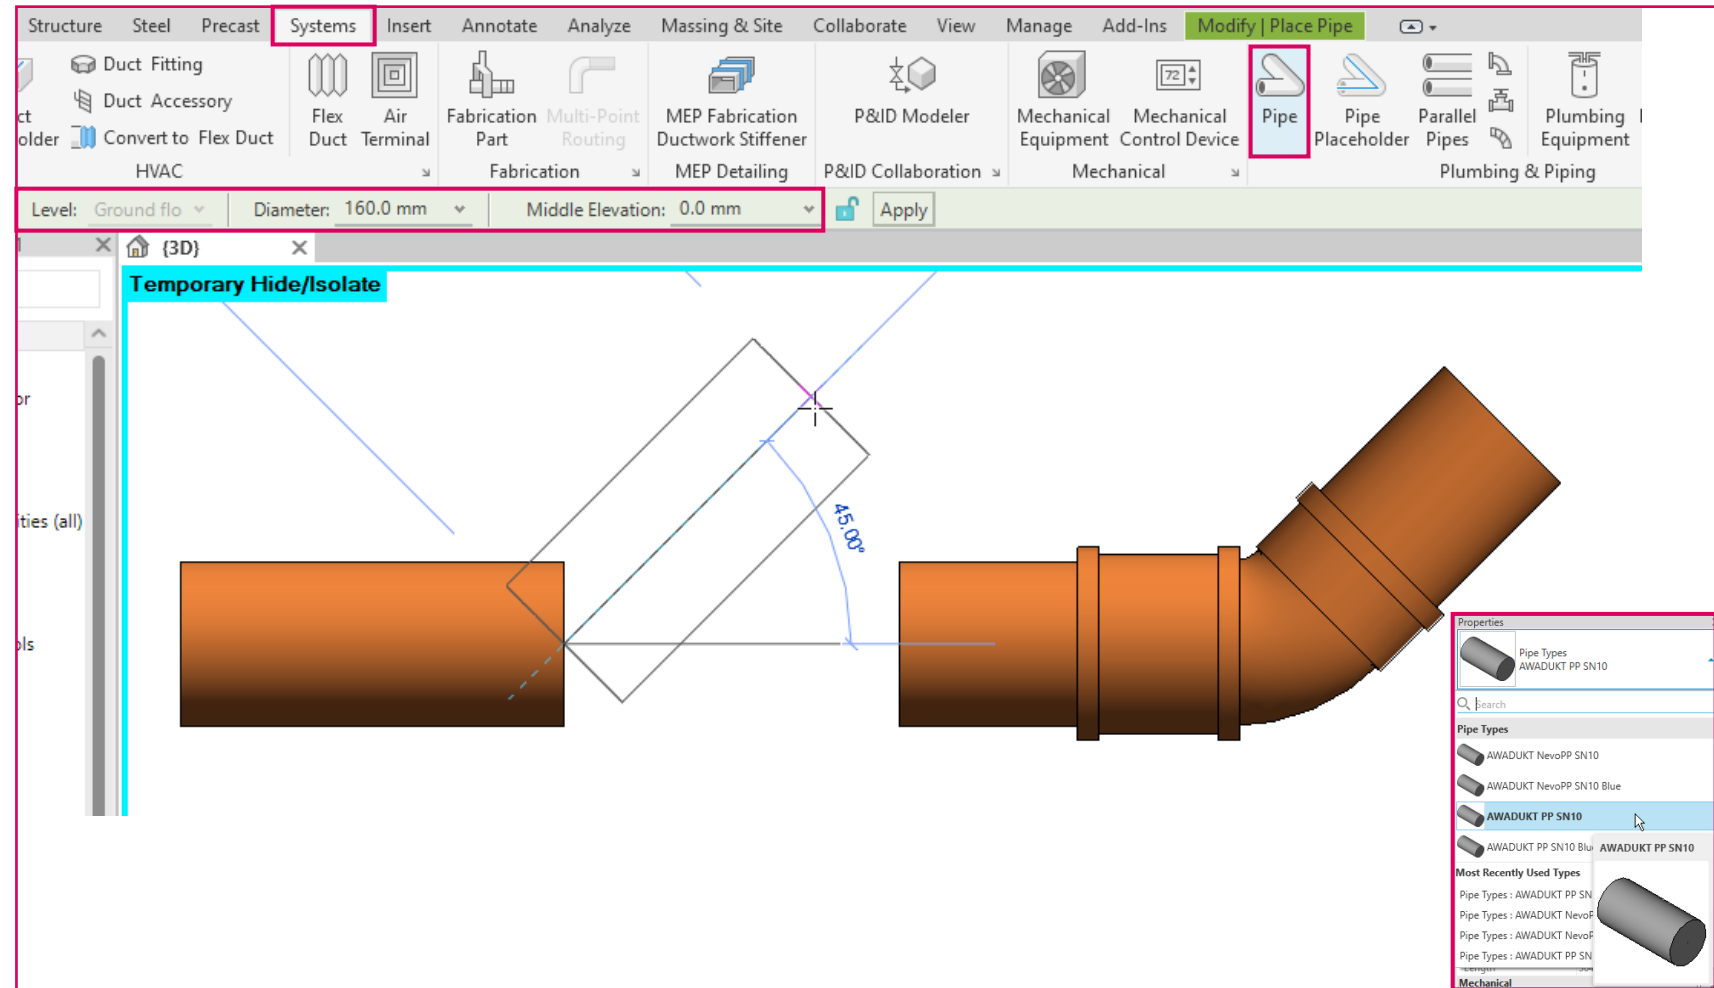 Structure Steel Precast Systems Insert Annotate Analyze Massing & Site Collaborate View Manage Add-Ins Modify | Place Pipe
Duct Fitting
Duct Accessory
Convert to Flex Duct
ct
older
Flex
Duct
Air
Terminal
Fabrication
Part
Multi-Point
Routing
MEP Fabrication
Ductwork Stiffener
P&ID Modeler
Mechanical
Equipment
Mechanical
Control Device
72
Pipe
Pipe
Placeholder
Parallel
Pipes
Plumbing
Equipment
HVAC Fabrication MEP Detailing P&ID Collaboration Mechanical Plumbing & Piping
Level: Ground flo Diameter: 160.0 mm Middle Elevation: 0.0 mm Apply
{3D}
Temporary Hide/Isolate
or
ities (all)
ols
45.00°
Properties
Pipe Types
AWADUKT PP SN10
Search
Pipe Types
AWADUKT NevoPP SN10
AWADUKT NevoPP SN10 Blue
AWADUKT PP SN10
AWADUKT PP SN10 Blu
AWADUKT PP SN10
Most Recently Used Types
Pipe Types : AWADUKT PP SN
Pipe Types : AWADUKT NevoP
Pipe Types : AWADUKT NevoP
Pipe Types : AWADUKT PP SN
Length
Mechanical